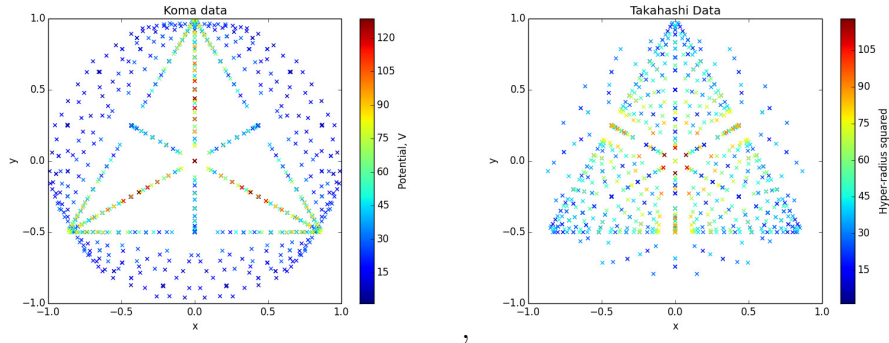 Koma data
1.0
0.5
0.0
−0.5
−1.0
y
−1.0 −0.5 0.0 0.5 1.0
x
120
105
90
75
60
45
30
15
Potential, V
,
Takahashi Data
1.0
0.5
0.0
−0.5
−1.0
y
−1.0 −0.5 0.0 0.5 1.0
x
105
90
75
60
45
30
15
Hyper-radius squared